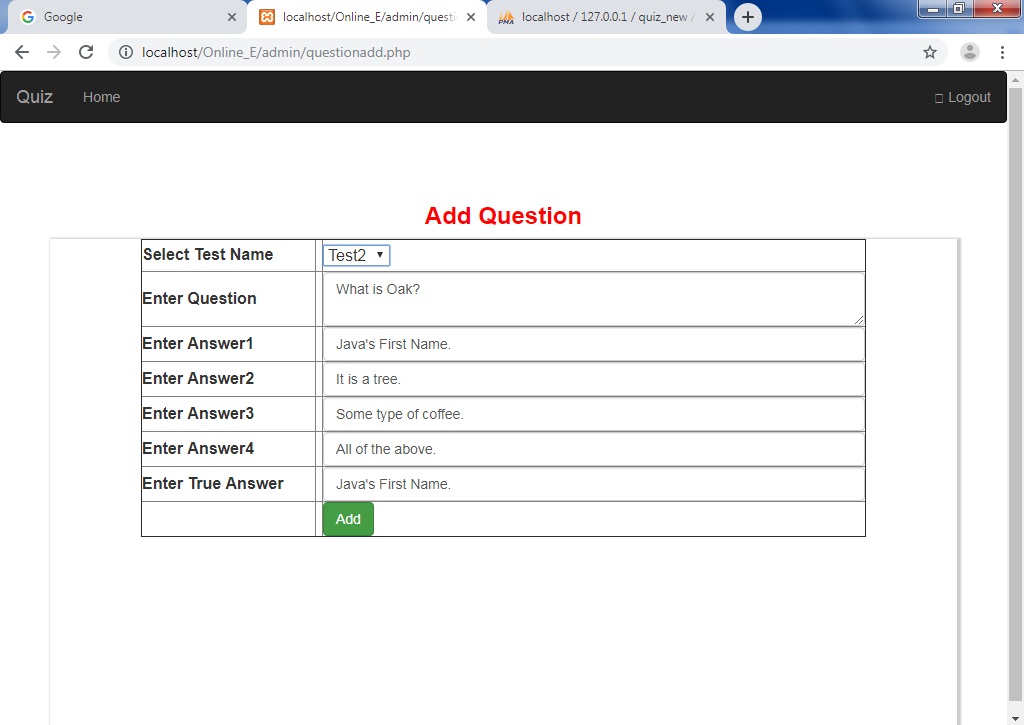 Google
localhost/Online_E/admin/questi
localhost / 127.0.0.1 / quiz_new /
localhost/Online_E/admin/questionadd.php
Quiz Home Logout
Add Question
Select Test Name Test2
Enter Question What is Oak?
Enter Answer1 Java's First Name.
Enter Answer2 It is a tree.
Enter Answer3 Some type of coffee.
Enter Answer4 All of the above.
Enter True Answer Java's First Name.
Add